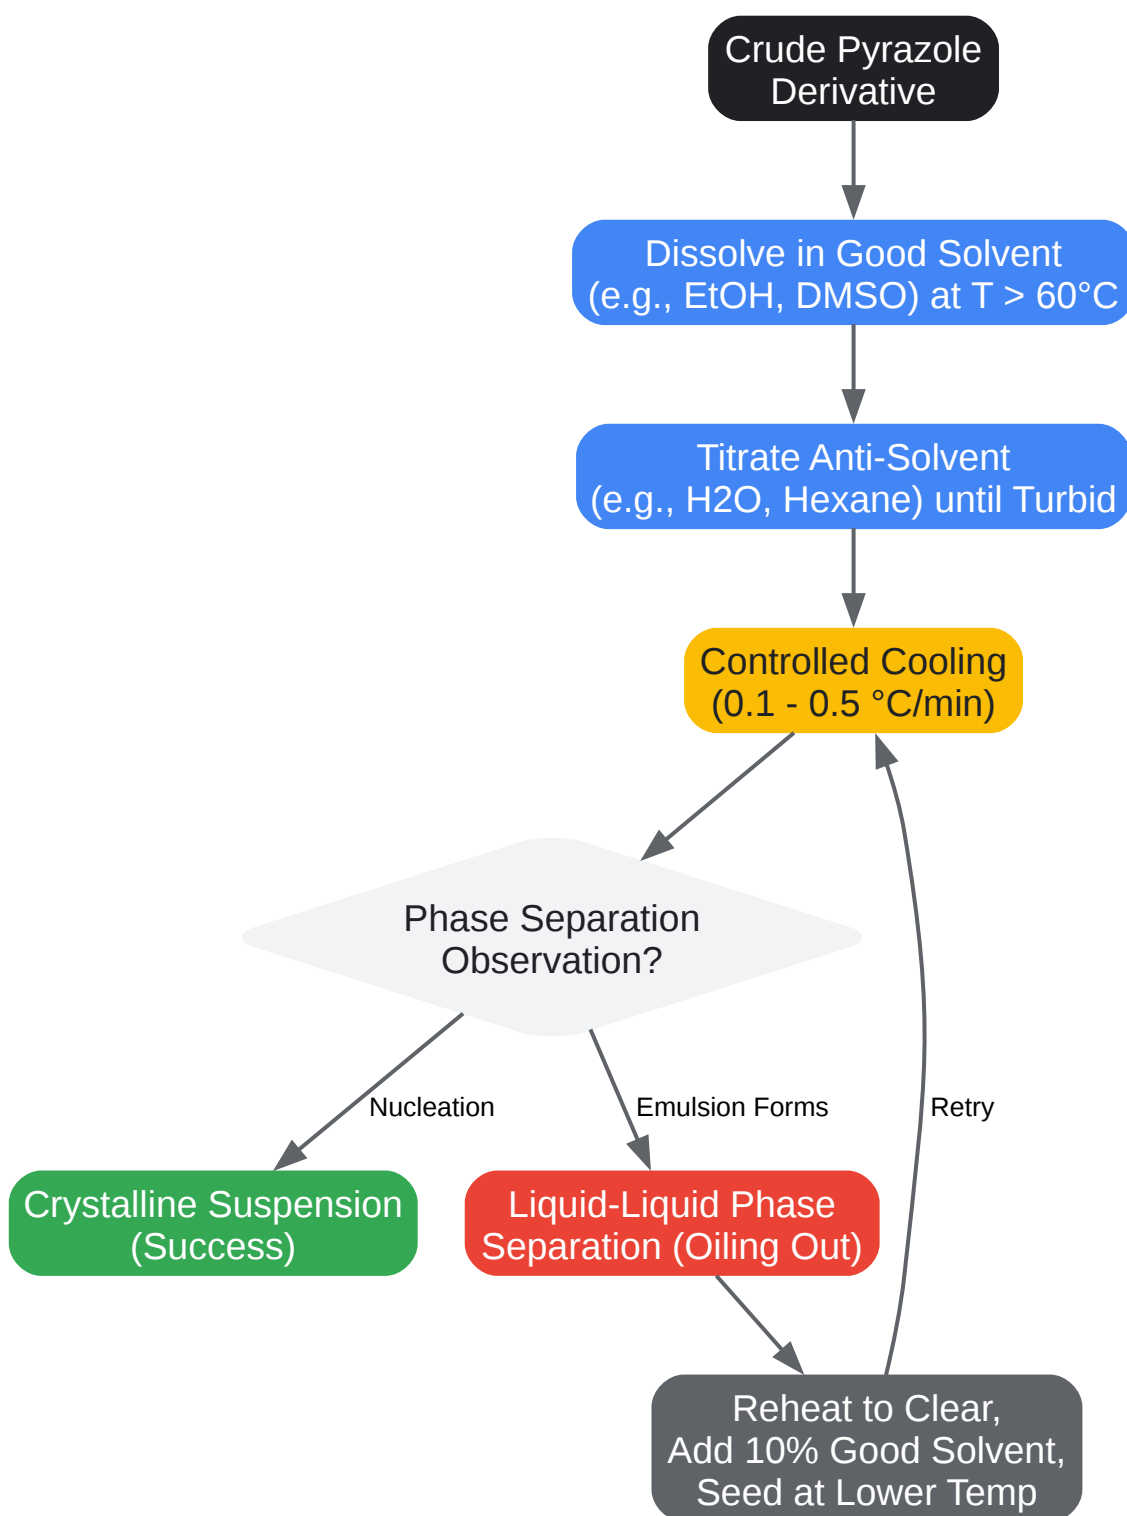 Crude Pyrazole
Derivative
Dissolve in Good Solvent
(e.g., EtOH, DMSO) at T > 60°C
Titrate Anti-Solvent
(e.g., H2O, Hexane) until Turbid
Controlled Cooling
(0.1 - 0.5 °C/min)
Phase Separation
Observation?
Nucleation
Emulsion Forms
Retry
Crystalline Suspension
(Success)
Liquid-Liquid Phase
Separation (Oiling Out)
Reheat to Clear,
Add 10% Good Solvent,
Seed at Lower Temp